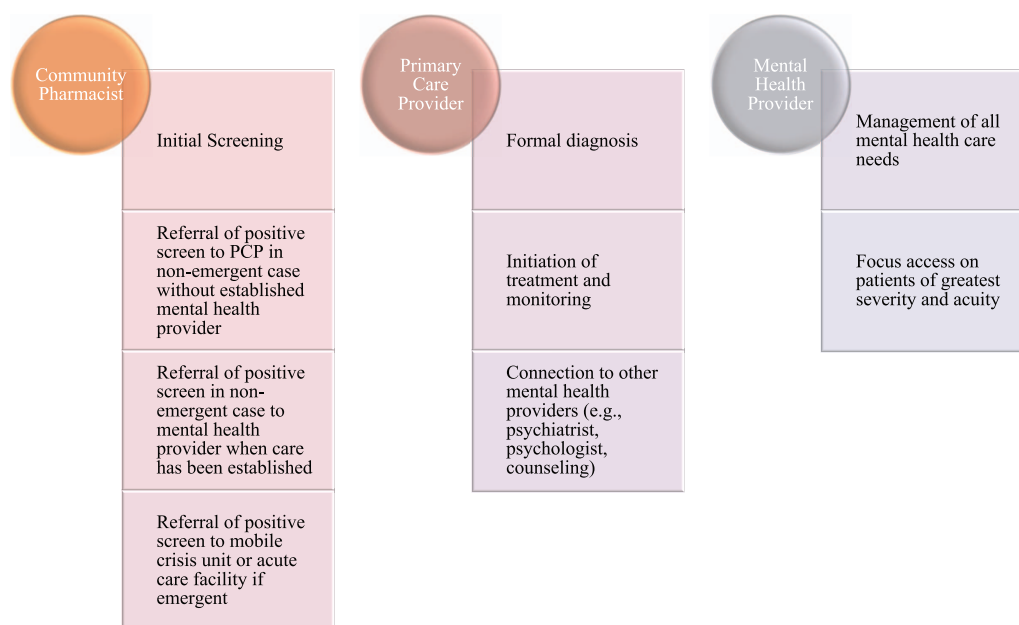 Community
Pharmacist
Initial Screening
Referral of positive
screen to PCP in
non-emergent case
without established
mental health
provider
Referral of positive
screen in non-
emergent case to
mental health
provider when care
has been established
Referral of positive
screen to mobile
crisis unit or acute
care facility if
emergent
Primary
Care
Provider
Formal diagnosis
Initiation of
treatment and
monitoring
Connection to other
mental health
providers (e.g.,
psychiatrist,
psychologist,
counseling)
Mental
Health
Provider
Management of all
mental health care
needs
Focus access on
patients of greatest
severity and acuity